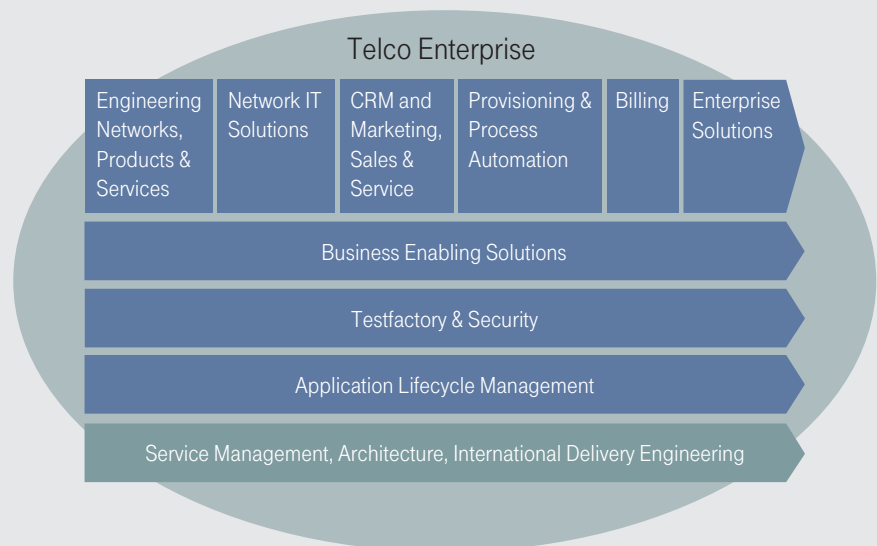 Telco Enterprise
Engineering
Networks,
Products &
Services
Network IT
Solutions
CRM and
Marketing,
Sales &
Service
Provisioning &
Process
Automation
Billing
Enterprise
Solutions
Business Enabling Solutions
Testfactory & Security
Application Lifecycle Management
Service Management, Architecture, International Delivery Engineering